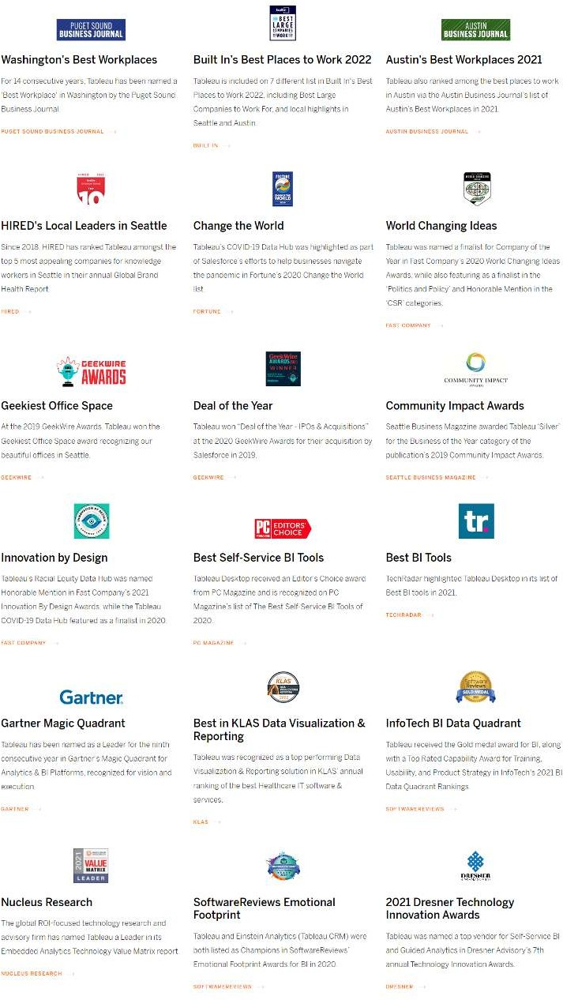 PUGET SOUND
BUSINESS JOURNAL
Washington's Best Workplaces
For 14 consecutive years, Tableau has been named a
'Best Workplace' in Washington by the Puget Sound
Business Journal.
PUGET SOUND BUSINESS JOURNAL →
BEST
LARGE
COMPANIES
WORK
Built In's Best Places to Work 2022
Tableau is included on 7 different list in Built In's Best
Places to Work 2022, including Best Large
Companies to Work For, and local highlights in
Seattle and Austin.
BUILT IN →
AUSTIN
BUSINESS JOURNAL
Austin's Best Workplaces 2021
Tableau also ranked among the best places to work
in Austin via the Austin Business Journal's list of
Austin's Best Workplaces in 2021.
AUSTIN BUSINESS JOURNAL →
10
HIRED's Local Leaders in Seattle
Since 2018, HIRED has ranked Tableau amongst the
top 5 most appealing companies for knowledge
workers in Seattle in their annual Global Brand
Health Report.
HIRED →
FORTUNE
CHANGE THE
WORLD
Change the World
Tableau's COVID-19 Data Hub was highlighted as part
of Salesforce's efforts to help businesses navigate
the pandemic in Fortune's 2020 Change the World
list.
FORTUNE →
World Changing Ideas
Tableau was named a finalist for Company of the
Year in Fast Company's 2020 World Changing Ideas
Awards, while also featuring as a finalist in the
'Politics and Policy' and Honorable Mention in the
'CSR' categories.
FAST COMPANY →
GEEKWIRE
AWARDS
Geekiest Office Space
At the 2019 GeekWire Awards, Tableau won the
Geekiest Office Space award recognizing our
beautiful offices in Seattle.
GEEKWIRE →
GeekWire
AWARDS
WINNER
Deal of the Year
Tableau won "Deal of the Year - IPOs & Acquisitions"
at the 2020 GeekWire Awards for their acquisition by
Salesforce in 2019.
GEEKWIRE →
COMMUNITY IMPACT
AWARDS
Community Impact Awards
Seattle Business Magazine awarded Tableau 'Silver'
for the Business of the Year category of the
publication's 2019 Community Impact Awards.
SEATTLE BUSINESS MAGAZINE →
INNOVATION BY DESIGN
Innovation by Design
Tableau's Racial Equity Data Hub was named
Honorable Mention in Fast Company's 2021
Innovation By Design Awards, while the Tableau
COVID-19 Data Hub featured as a finalist in 2020.
FAST COMPANY →
PC
EDITORS'
CHOICE
Best Self-Service BI Tools
Tableau Desktop received an Editor's Choice award
from PC Magazine and is recognized on PC
Magazine's list of The Best Self-Service BI Tools of
2020.
PC MAGAZINE →
tr.
Best BI Tools
TechRadar highlighted Tableau Desktop in its list of
Best BI tools in 2021.
TECHRADAR →
Gartner.
Gartner Magic Quadrant
Tableau has been named as a Leader for the ninth
consecutive year in Gartner's Magic Quadrant for
Analytics & BI Platforms, recognized for vision and
execution.
GARTNER →
KLAS
Best in KLAS Data Visualization &
Reporting
Tableau was recognized as a top performing Data
Visualization & Reporting solution in KLAS' annual
ranking of the best Healthcare IT software &
services.
KLAS →
Software
Reviews
GOLD MEDAL
InfoTech BI Data Quadrant
Tableau received the Gold medal award for BI, along
with a Top Rated Capability Award for Training,
Usability, and Product Strategy in InfoTech's 2021 BI
Data Quadrant Rankings.
SOFTWAREREVIEWS →
2021
VALUE
MATRIX
LEADER
Nucleus Research
The global ROI-focused technology research and
advisory firm has named Tableau a Leader in its
Embedded Analytics Technology Value Matrix report.
NUCLEUS RESEARCH →
SoftwareReviews Emotional
Footprint
Tableau and Einstein Analytics (Tableau CRM) were
both listed as Champions in SoftwareReviews'
Emotional Footprint Awards for BI in 2020.
SOFTWAREREVIEWS →
DRESNER
2021 Dresner Technology
Innovation Awards
Tableau was named a top vendor for Self-Service BI
and Guided Analytics in Dresner Advisory's 7th
annual Technology Innovation Awards.
DRESNER →